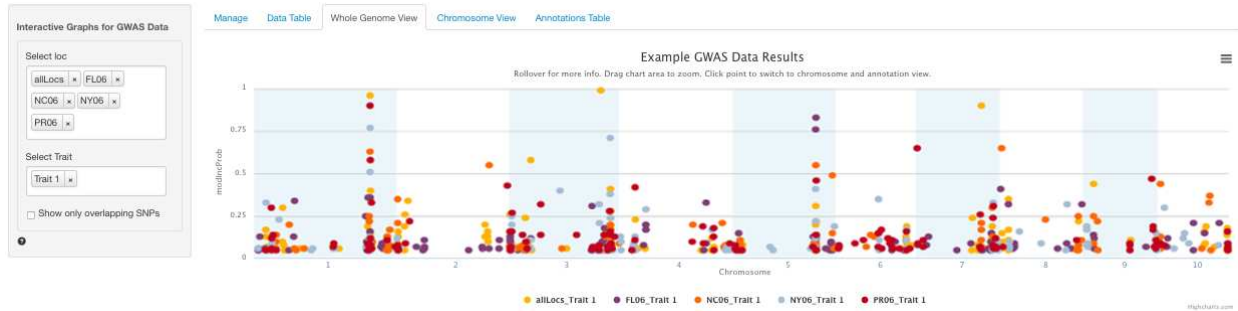 Interactive Graphs for GWAS Data
Select loc
allLocs × FL06 ×
NC06 × NY06 ×
PR06 ×
Select Trait
Trait 1 ×
Show only overlapping SNPs
?
Manage Data Table Whole Genome View Chromosome View Annotations Table
Example GWAS Data Results
Rollover for more info. Drag chart area to zoom. Click point to switch to chromosome and annotation view.
modIncProb
1
0.75
0.5
0.25
0
1 2 3 4 5 6 7 8 9 10
Chromosome
allLocs_Trait 1 FL06_Trait 1 NC06_Trait 1 NY06_Trait 1 PR06_Trait 1
Highcharts.com